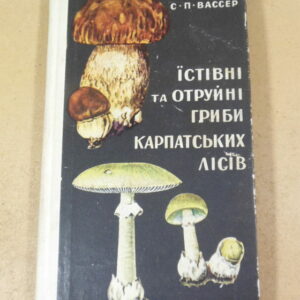 С·П·ВАССЕР
ЇСТІВНІ
ТА ОТРУЙНІ
ГРИБИ
КАРПАТСЬКИХ
ЛІСІВ